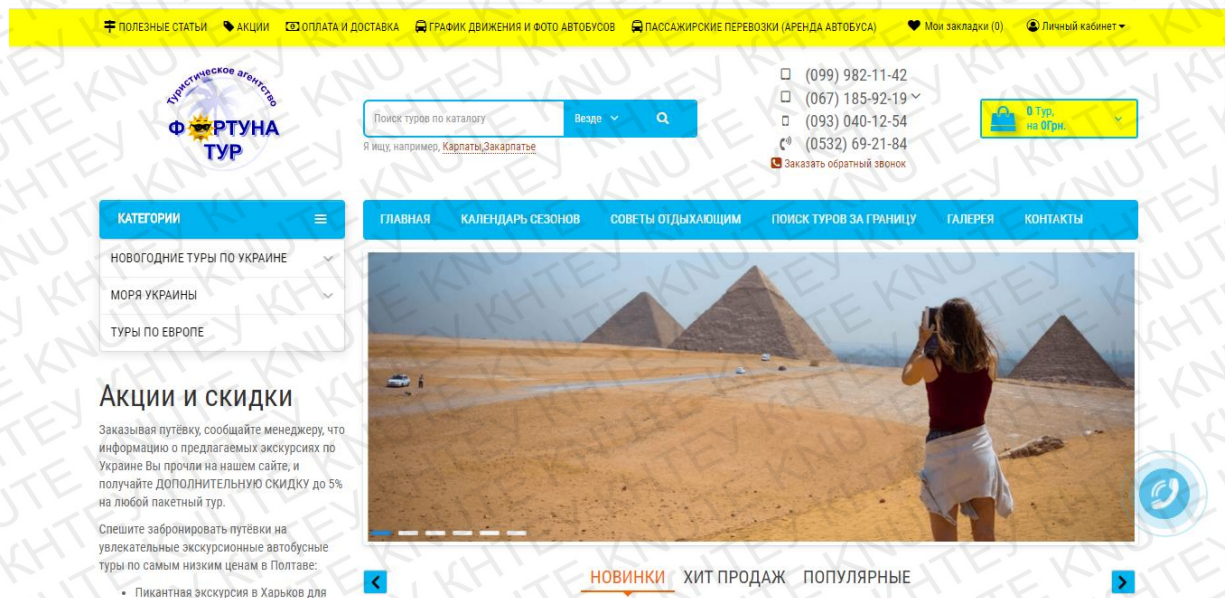 ПОЛЕЗНЫЕ СТАТЬИ АКЦИИ ОПЛАТА И ДОСТАВКА ГРАФИК ДВИЖЕНИЯ И ФОТО АВТОБУСОВ ПАССАЖИРСКИЕ ПЕРЕВОЗКИ (АРЕНДА АВТОБУСА) Мои закладки (0) Личный кабинет
Туристическое агентство
ФОРТУНА
ТУР
Поиск туров по каталогу Везде
Я ищу, например, Карпаты,Закарпатье
(099) 982-11-42
(067) 185-92-19
(093) 040-12-54
(0532) 69-21-84
Заказать обратный звонок
0 Тур,
на 0Грн.
КАТЕГОРИИ
ГЛАВНАЯ КАЛЕНДАРЬ СЕЗОНОВ СОВЕТЫ ОТДЫХАЮЩИМ ПОИСК ТУРОВ ЗА ГРАНИЦУ ГАЛЕРЕЯ КОНТАКТЫ
НОВОГОДНИЕ ТУРЫ ПО УКРАИНЕ
МОРЯ УКРАИНЫ
ТУРЫ ПО ЕВРОПЕ
Акции и скидки
Заказывая путёвку, сообщайте менеджеру, что
информацию о предлагаемых экскурсиях по
Украине Вы прочли на нашем сайте, и
получайте ДОПОЛНИТЕЛЬНУЮ СКИДКУ до 5%
на любой пакетный тур.
Спешите забронировать путёвки на
увлекательные экскурсионные автобусные
туры по самым низким ценам в Полтаве:
• Пикантная экскурсия в Харьков для
НОВИНКИ ХИТ ПРОДАЖ ПОПУЛЯРНЫЕ